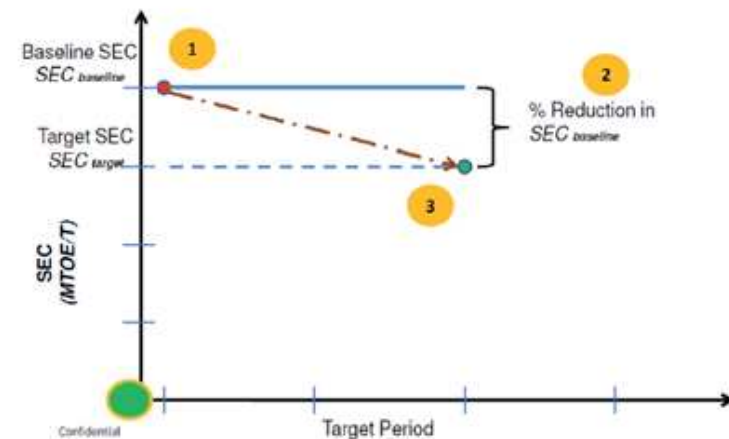 1
Baseline SEC
SEC baseline
2
% Reduction in
SEC baseline
Target SEC
SEC target
3
SEC
(MTOE/T)
Confidential
Target Period